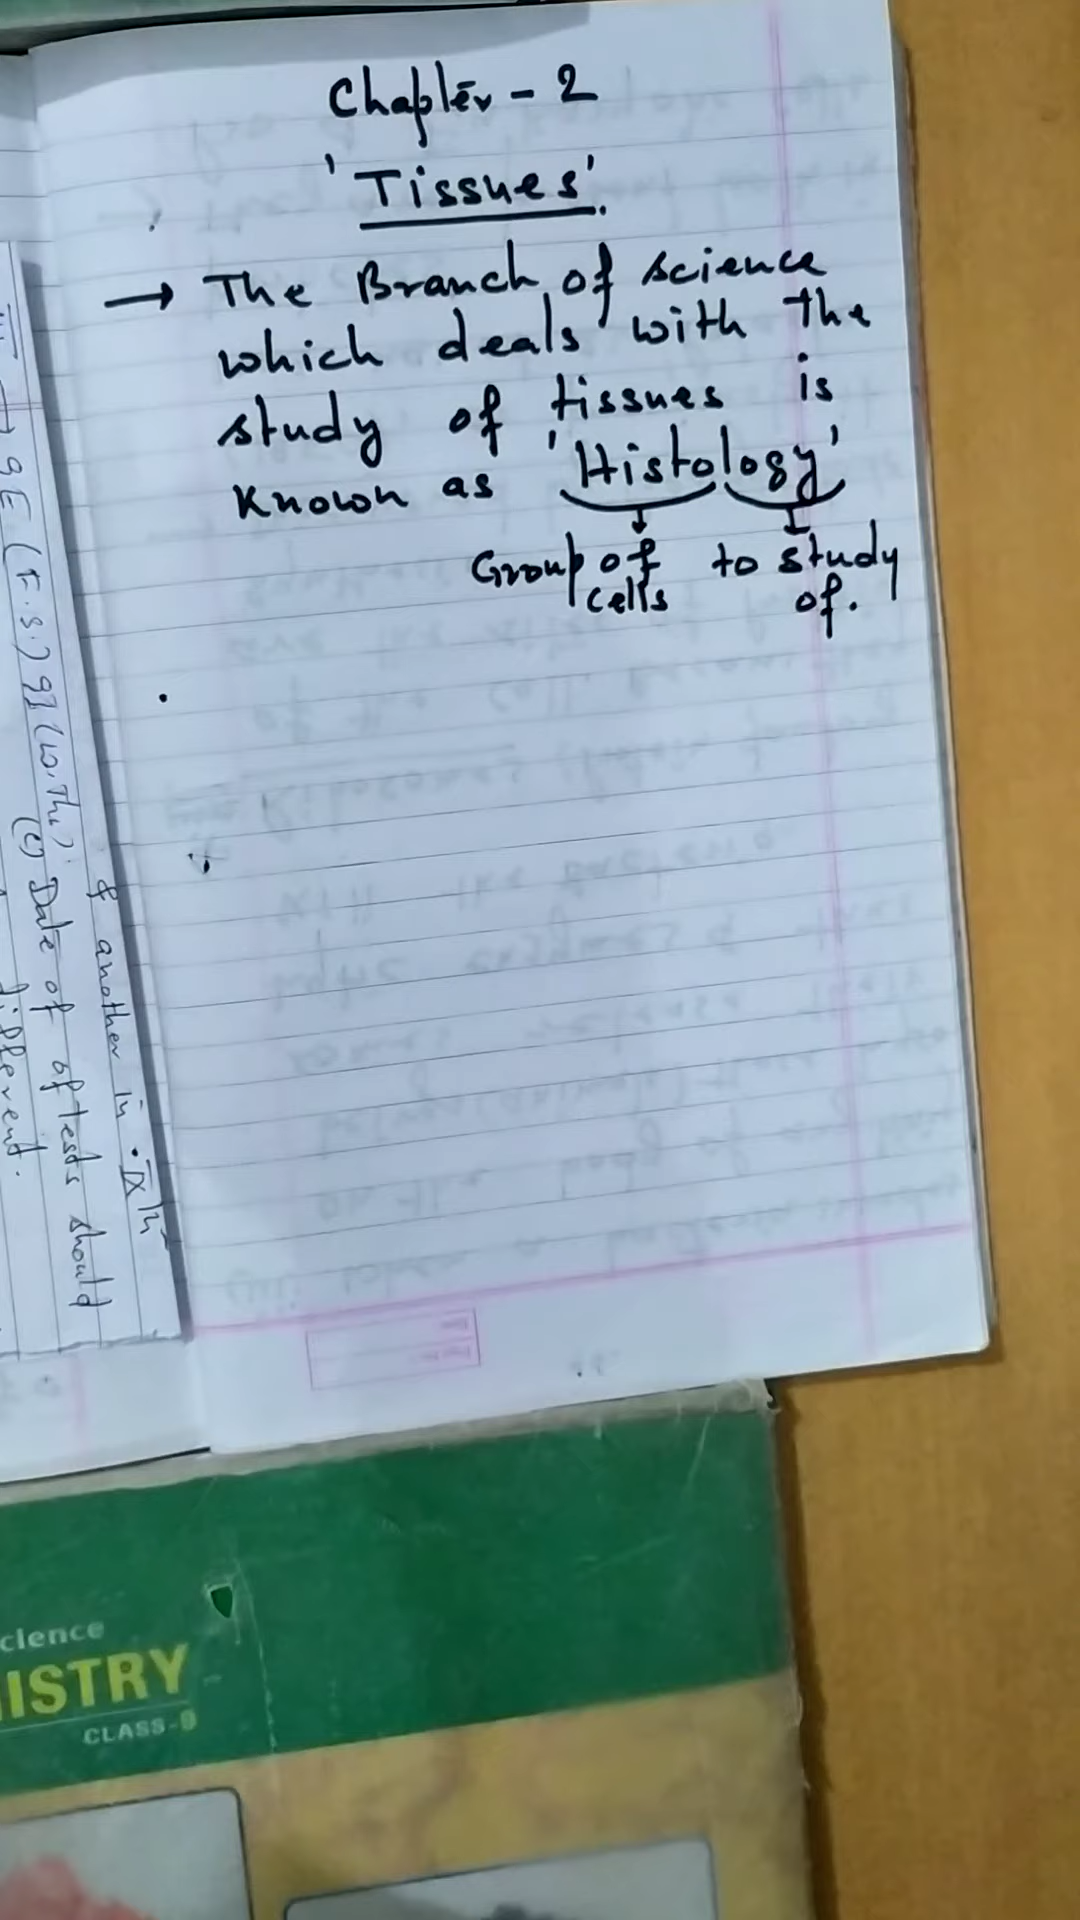 Chapter - 2
'Tissues'.
→ The Branch of science
which deals with the
study of tissues is
known as 'Histology'
Group of cells
to study of.
9E (F.S.) 9I (W.Th.)
& another in IXth
(c) Date of of tests should
different.
cience
ISTRY
CLASS-9